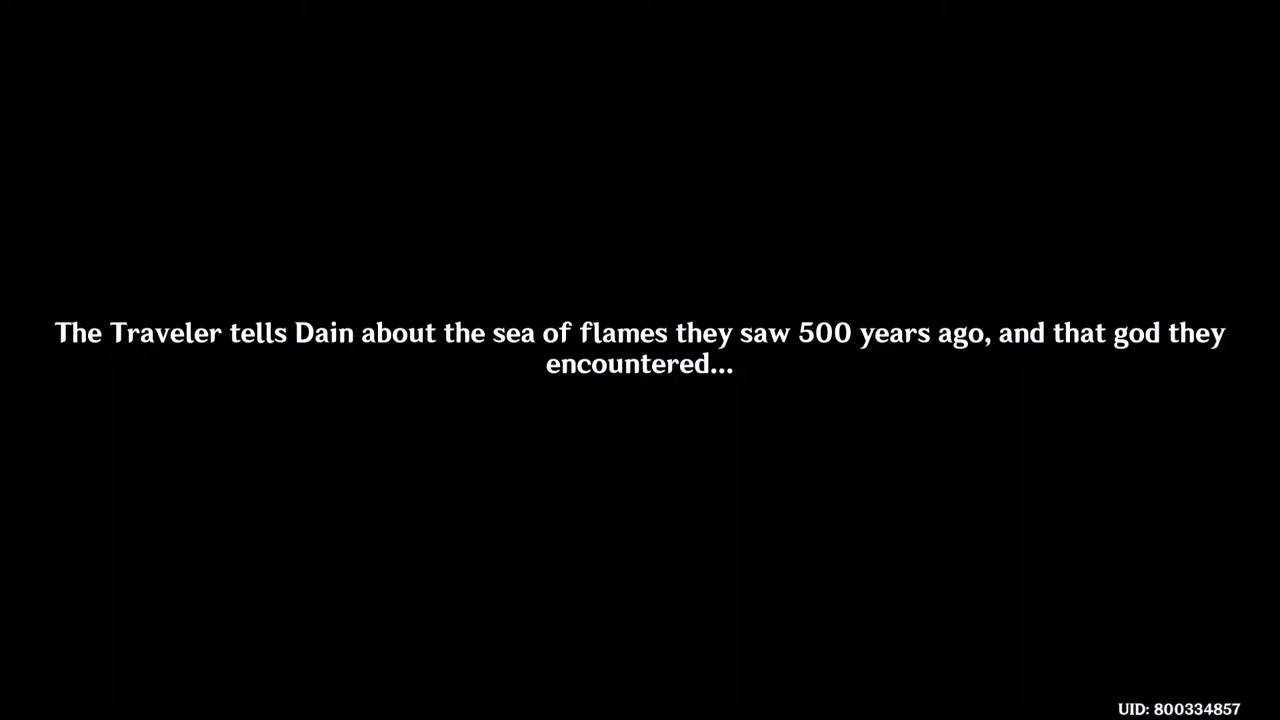 The Traveler tells Dain about the sea of flames they saw 500 years ago, and that god they
encountered...
UID: 800334857